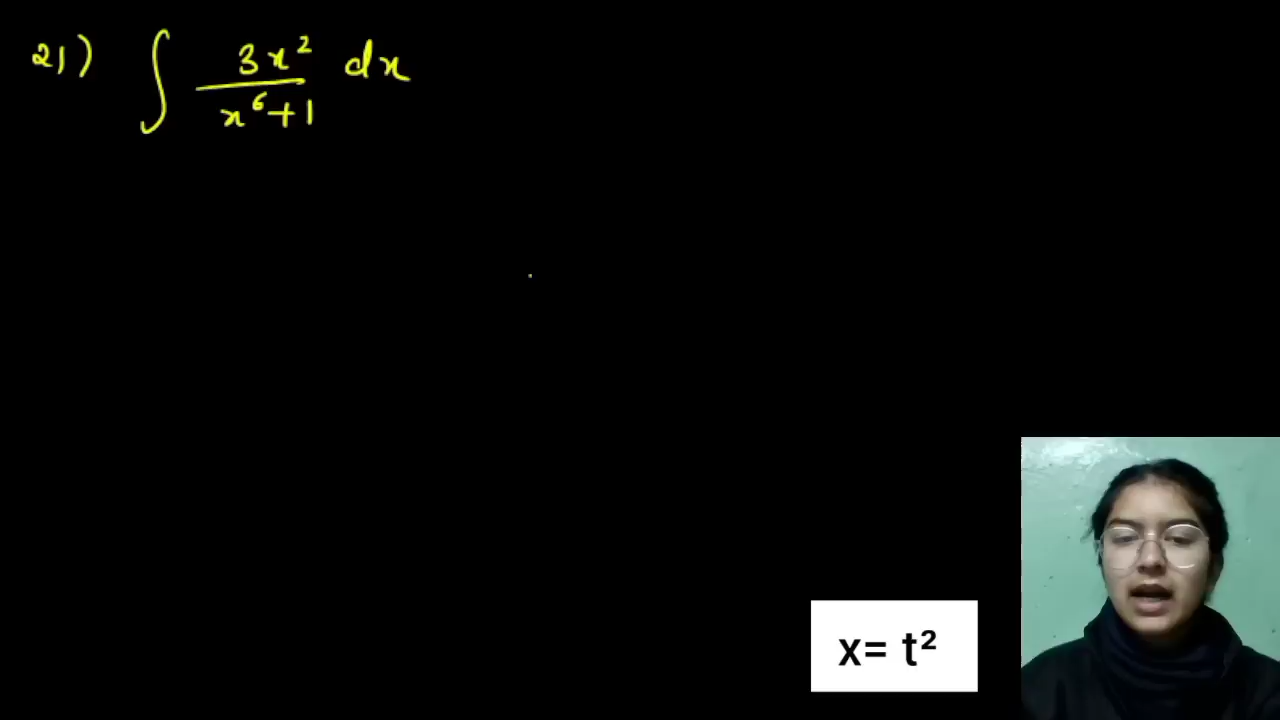 21) ∫ 3x² / x⁶+1 dx
x= t²